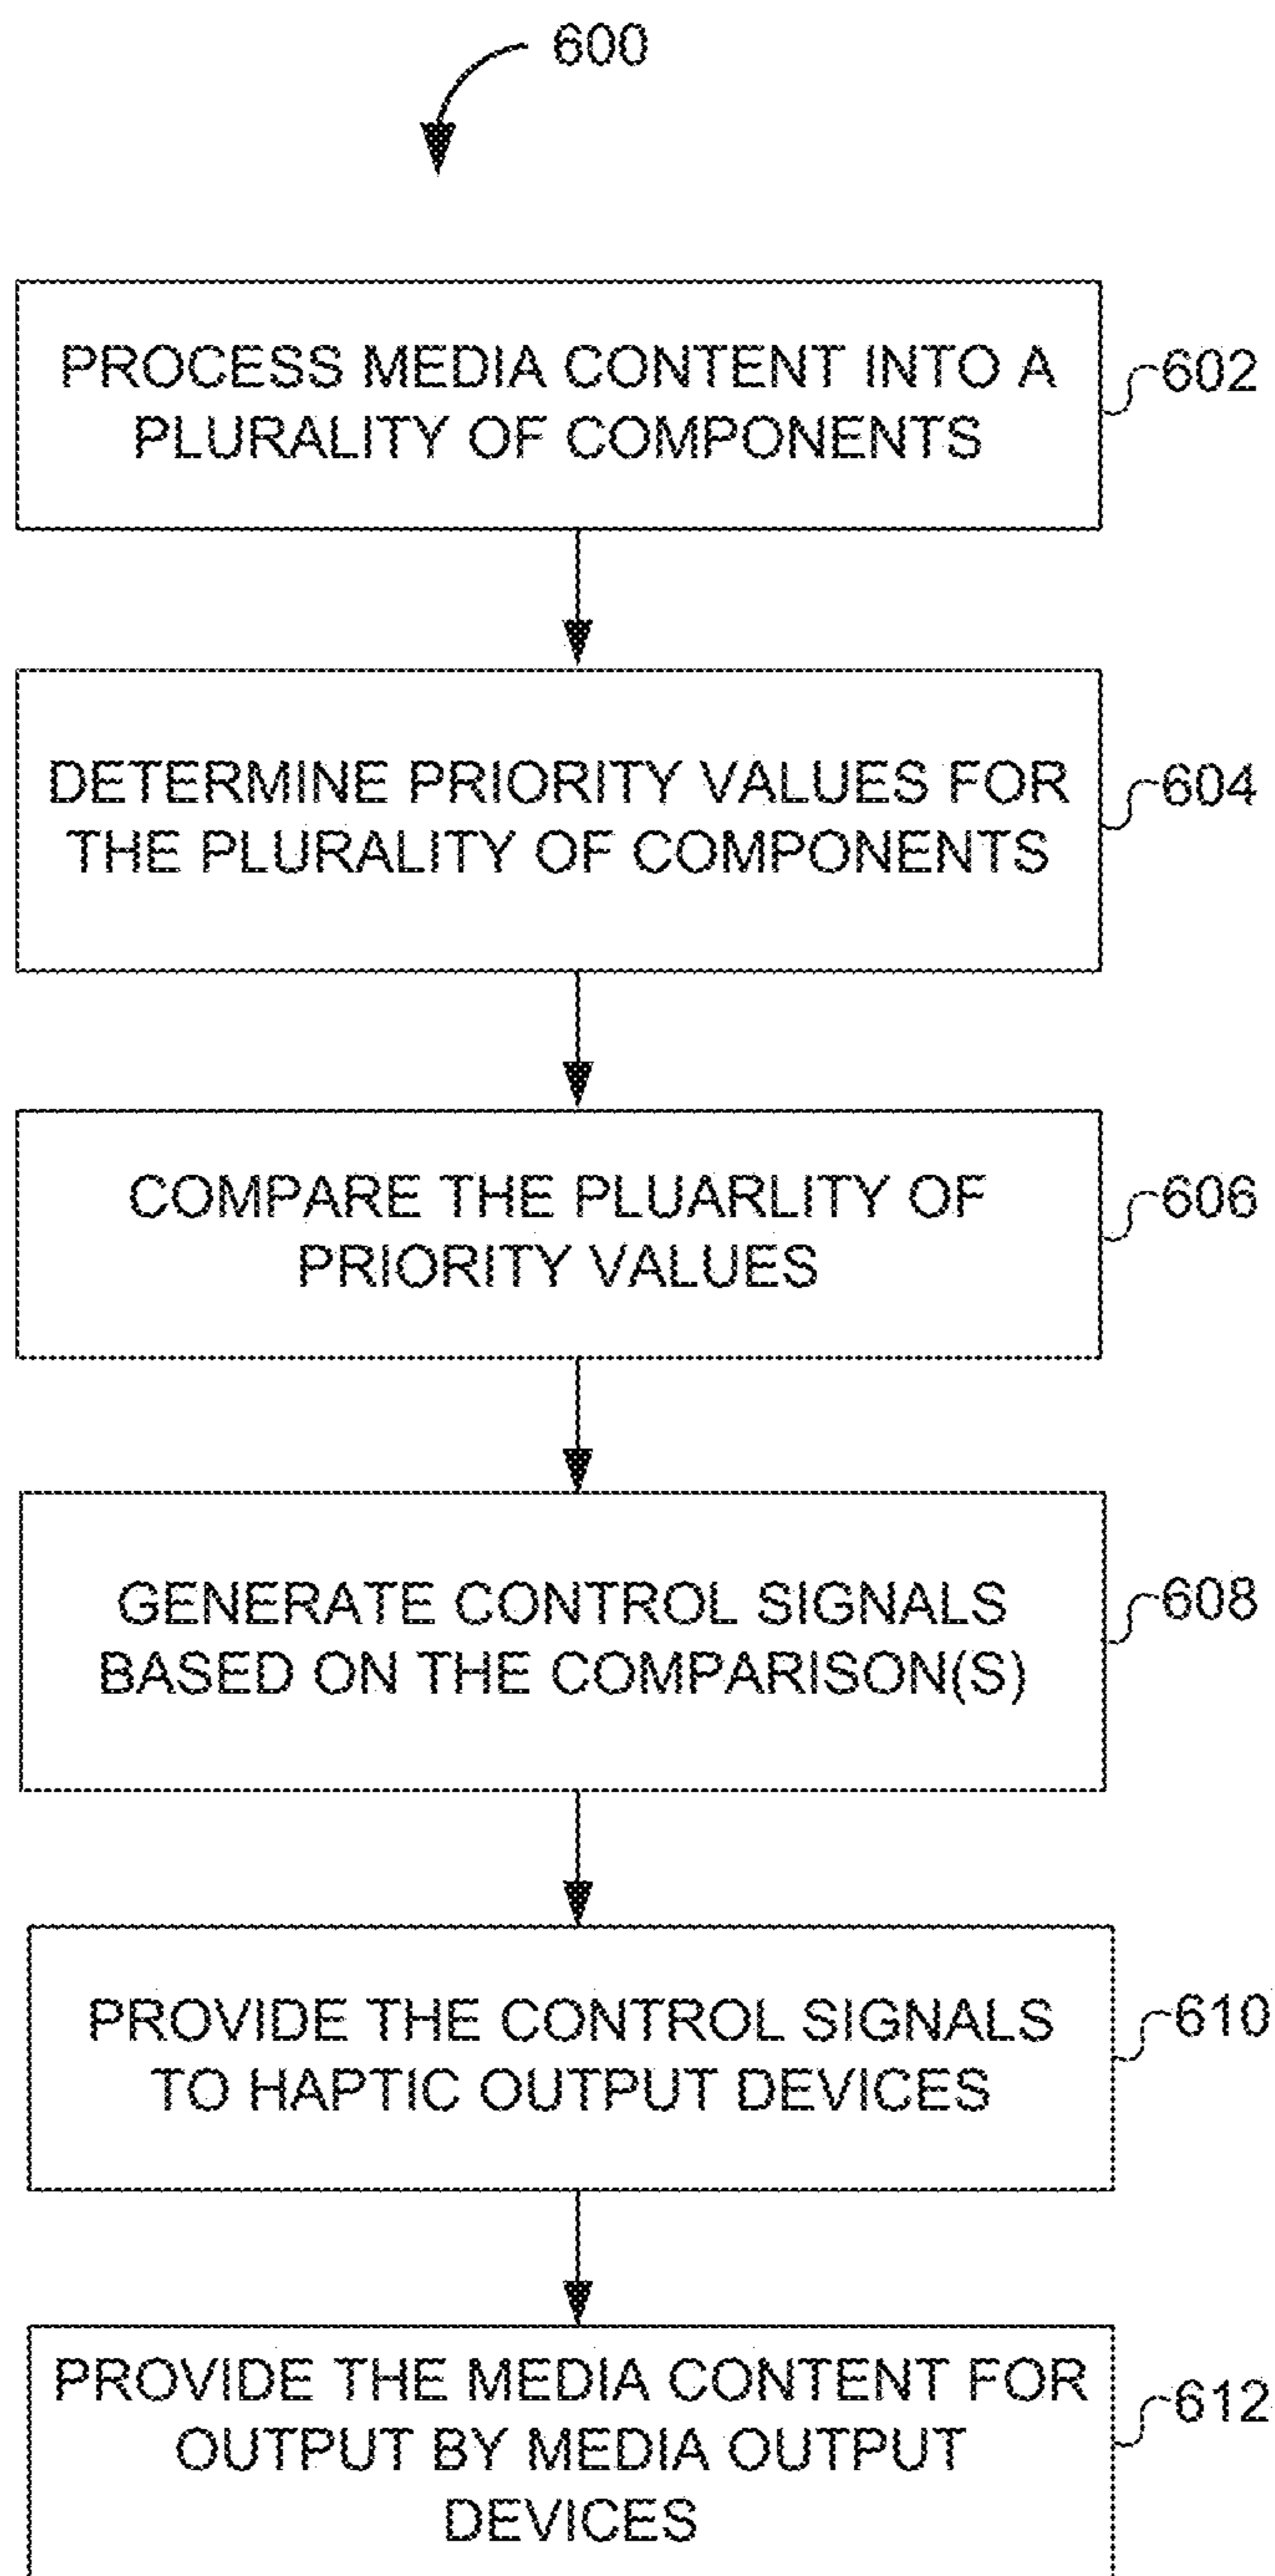 600
PROCESS MEDIA CONTENT INTO A
PLURALITY OF COMPONENTS
602
DETERMINE PRIORITY VALUES FOR
THE PLURALITY OF COMPONENTS
604
COMPARE THE PLUARLITY OF
PRIORITY VALUES
606
GENERATE CONTROL SIGNALS
BASED ON THE COMPARISON(S)
608
PROVIDE THE CONTROL SIGNALS
TO HAPTIC OUTPUT DEVICES
610
PROVIDE THE MEDIA CONTENT FOR
OUTPUT BY MEDIA OUTPUT
DEVICES
612